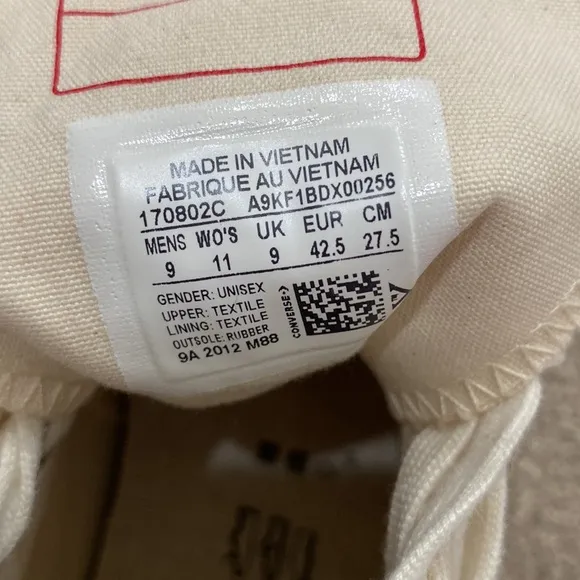 MADE IN VIETNAM
FABRIQUE AU VIETNAM
170802C A9KF1BDX00256
MENS WO'S UK EUR CM
9 11 9 42.5 27.5
GENDER: UNISEX
UPPER: TEXTILE
LINING: TEXTILE
OUTSOLE: RUBBER
9A 2012 M88
CONVERSE